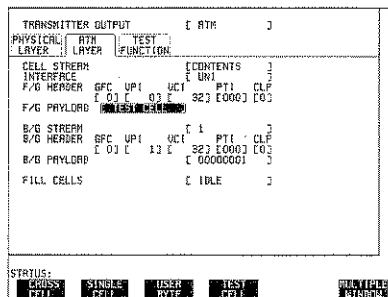 TRANSMITTER OUTPUT [ ATM ]
PHYSICAL LAYER
ATM LAYER
TEST FUNCTION
CELL STREAM [CONTENTS ]
INTERFACE [ UNI ]
F/G HEADER GFC VPI VCI PTI CLP
[ 0] [ 0] [ 32] [000] [0]
F/G PAYLOAD [ TEST CELL ]
B/G STREAM [ 1 ]
B/G HEADER GFC VPI VCI PTI CLP
[ 0] [ 1] [ 32] [000] [0]
B/G PAYLOAD [ 00000001 ]
FILL CELLS [ IDLE ]
STATUS:
CROSS CELL
SINGLE CELL
USER BYTE
TEST CELL
MULTIPLE WINDOW